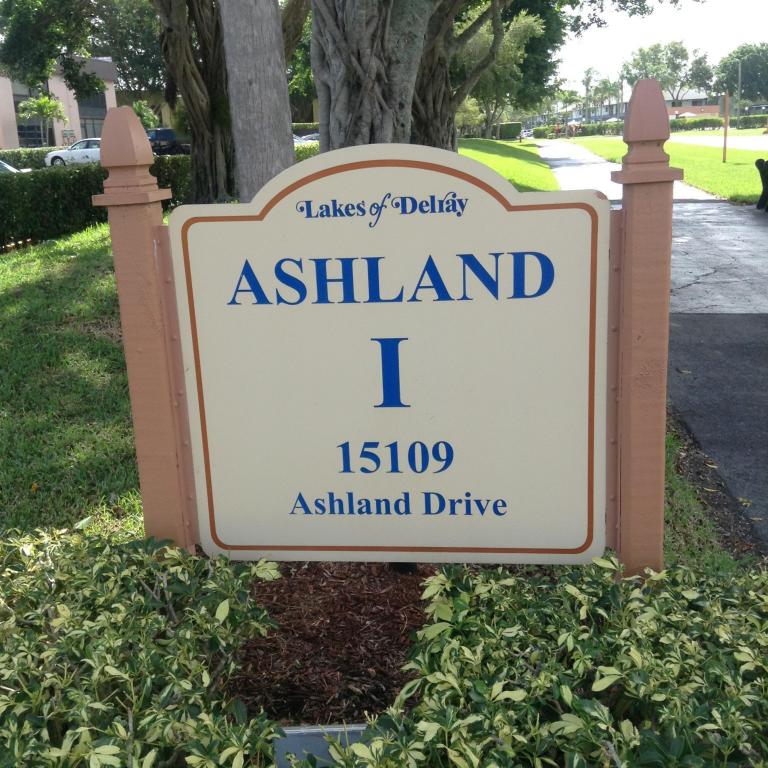 Lakes of Delray
ASHLAND
I
15109
Ashland Drive